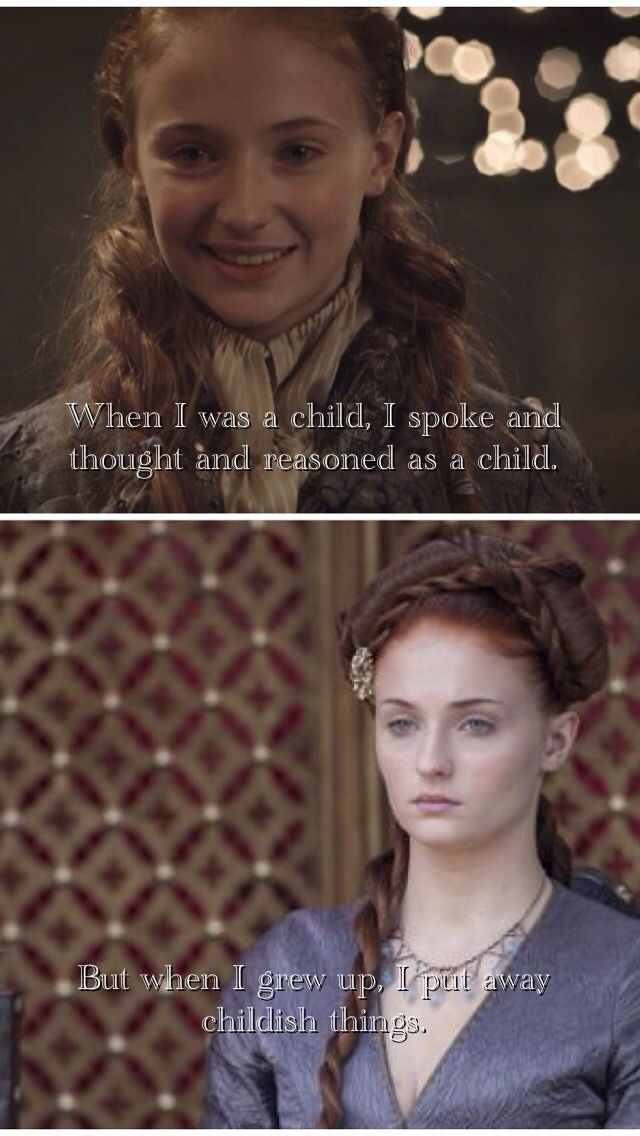 When I was a child, I spoke and
thought and reasoned as a child.
But when I grew up, I put away
childish things.